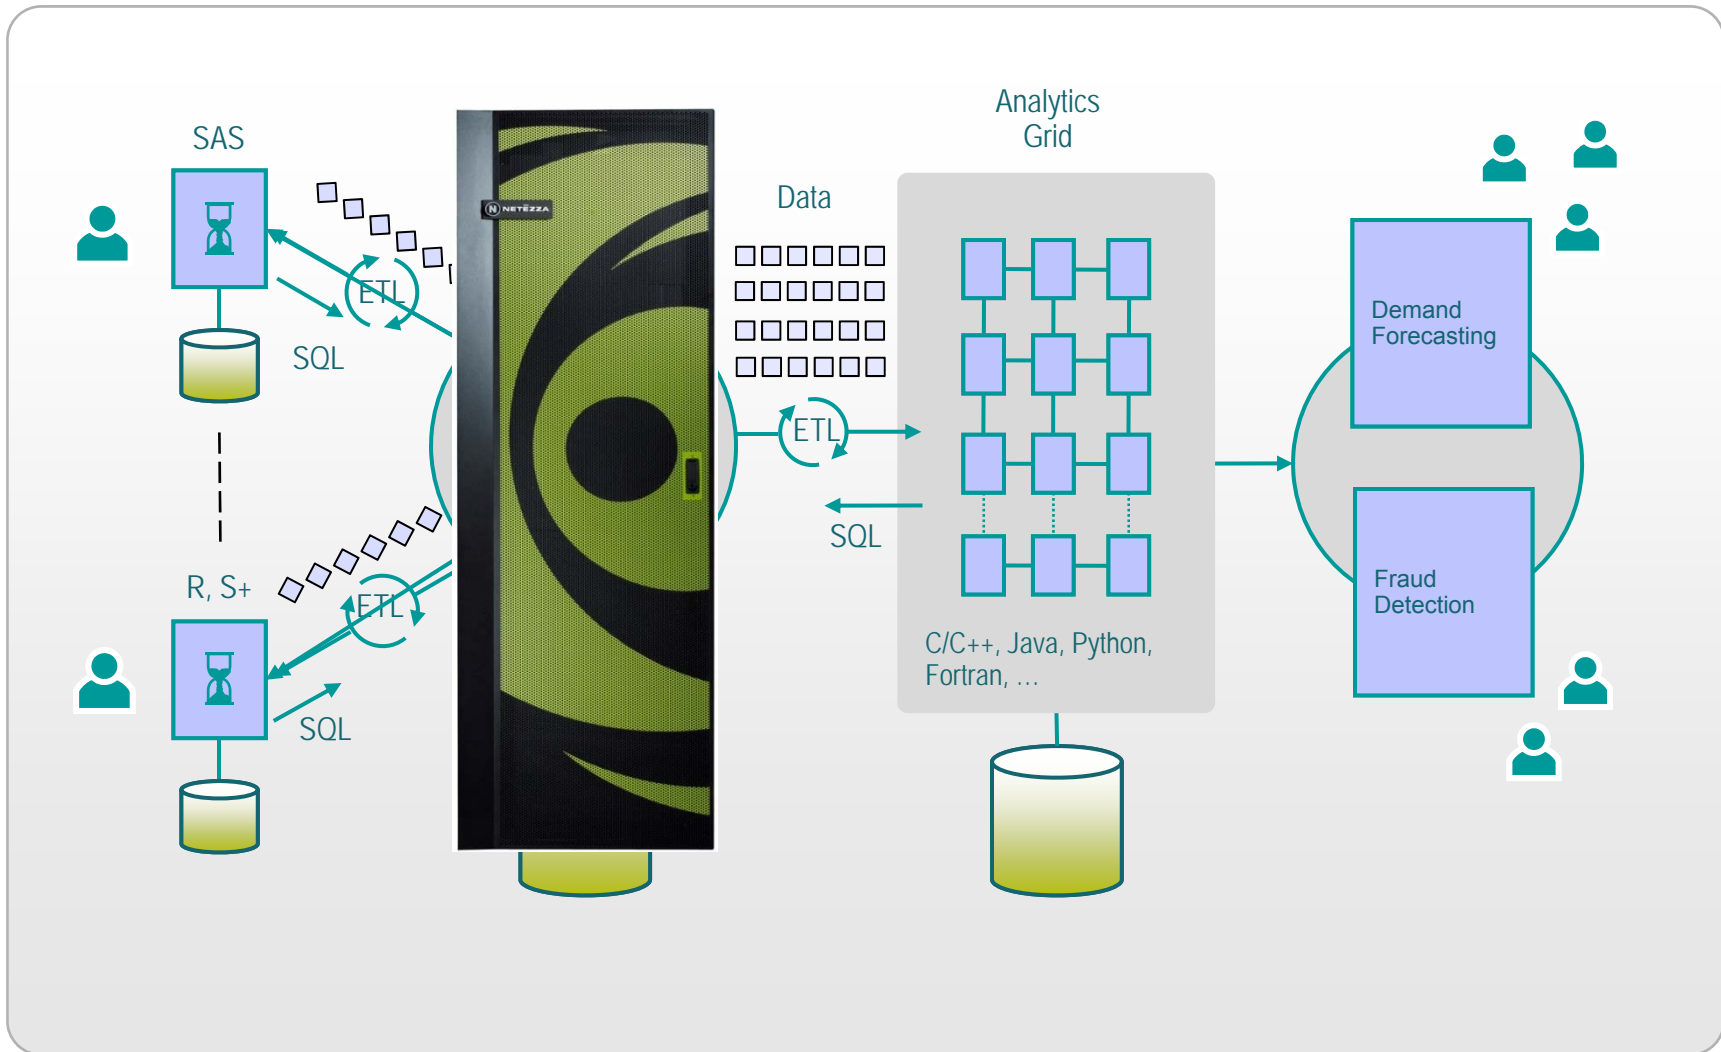 Analytics
Grid
SAS
Data
NETEZZA
ETL
SQL
Demand
Forecasting
ETL
SQL
R, S+
ETL
Fraud
Detection
C/C++, Java, Python,
Fortran, ...
SQL